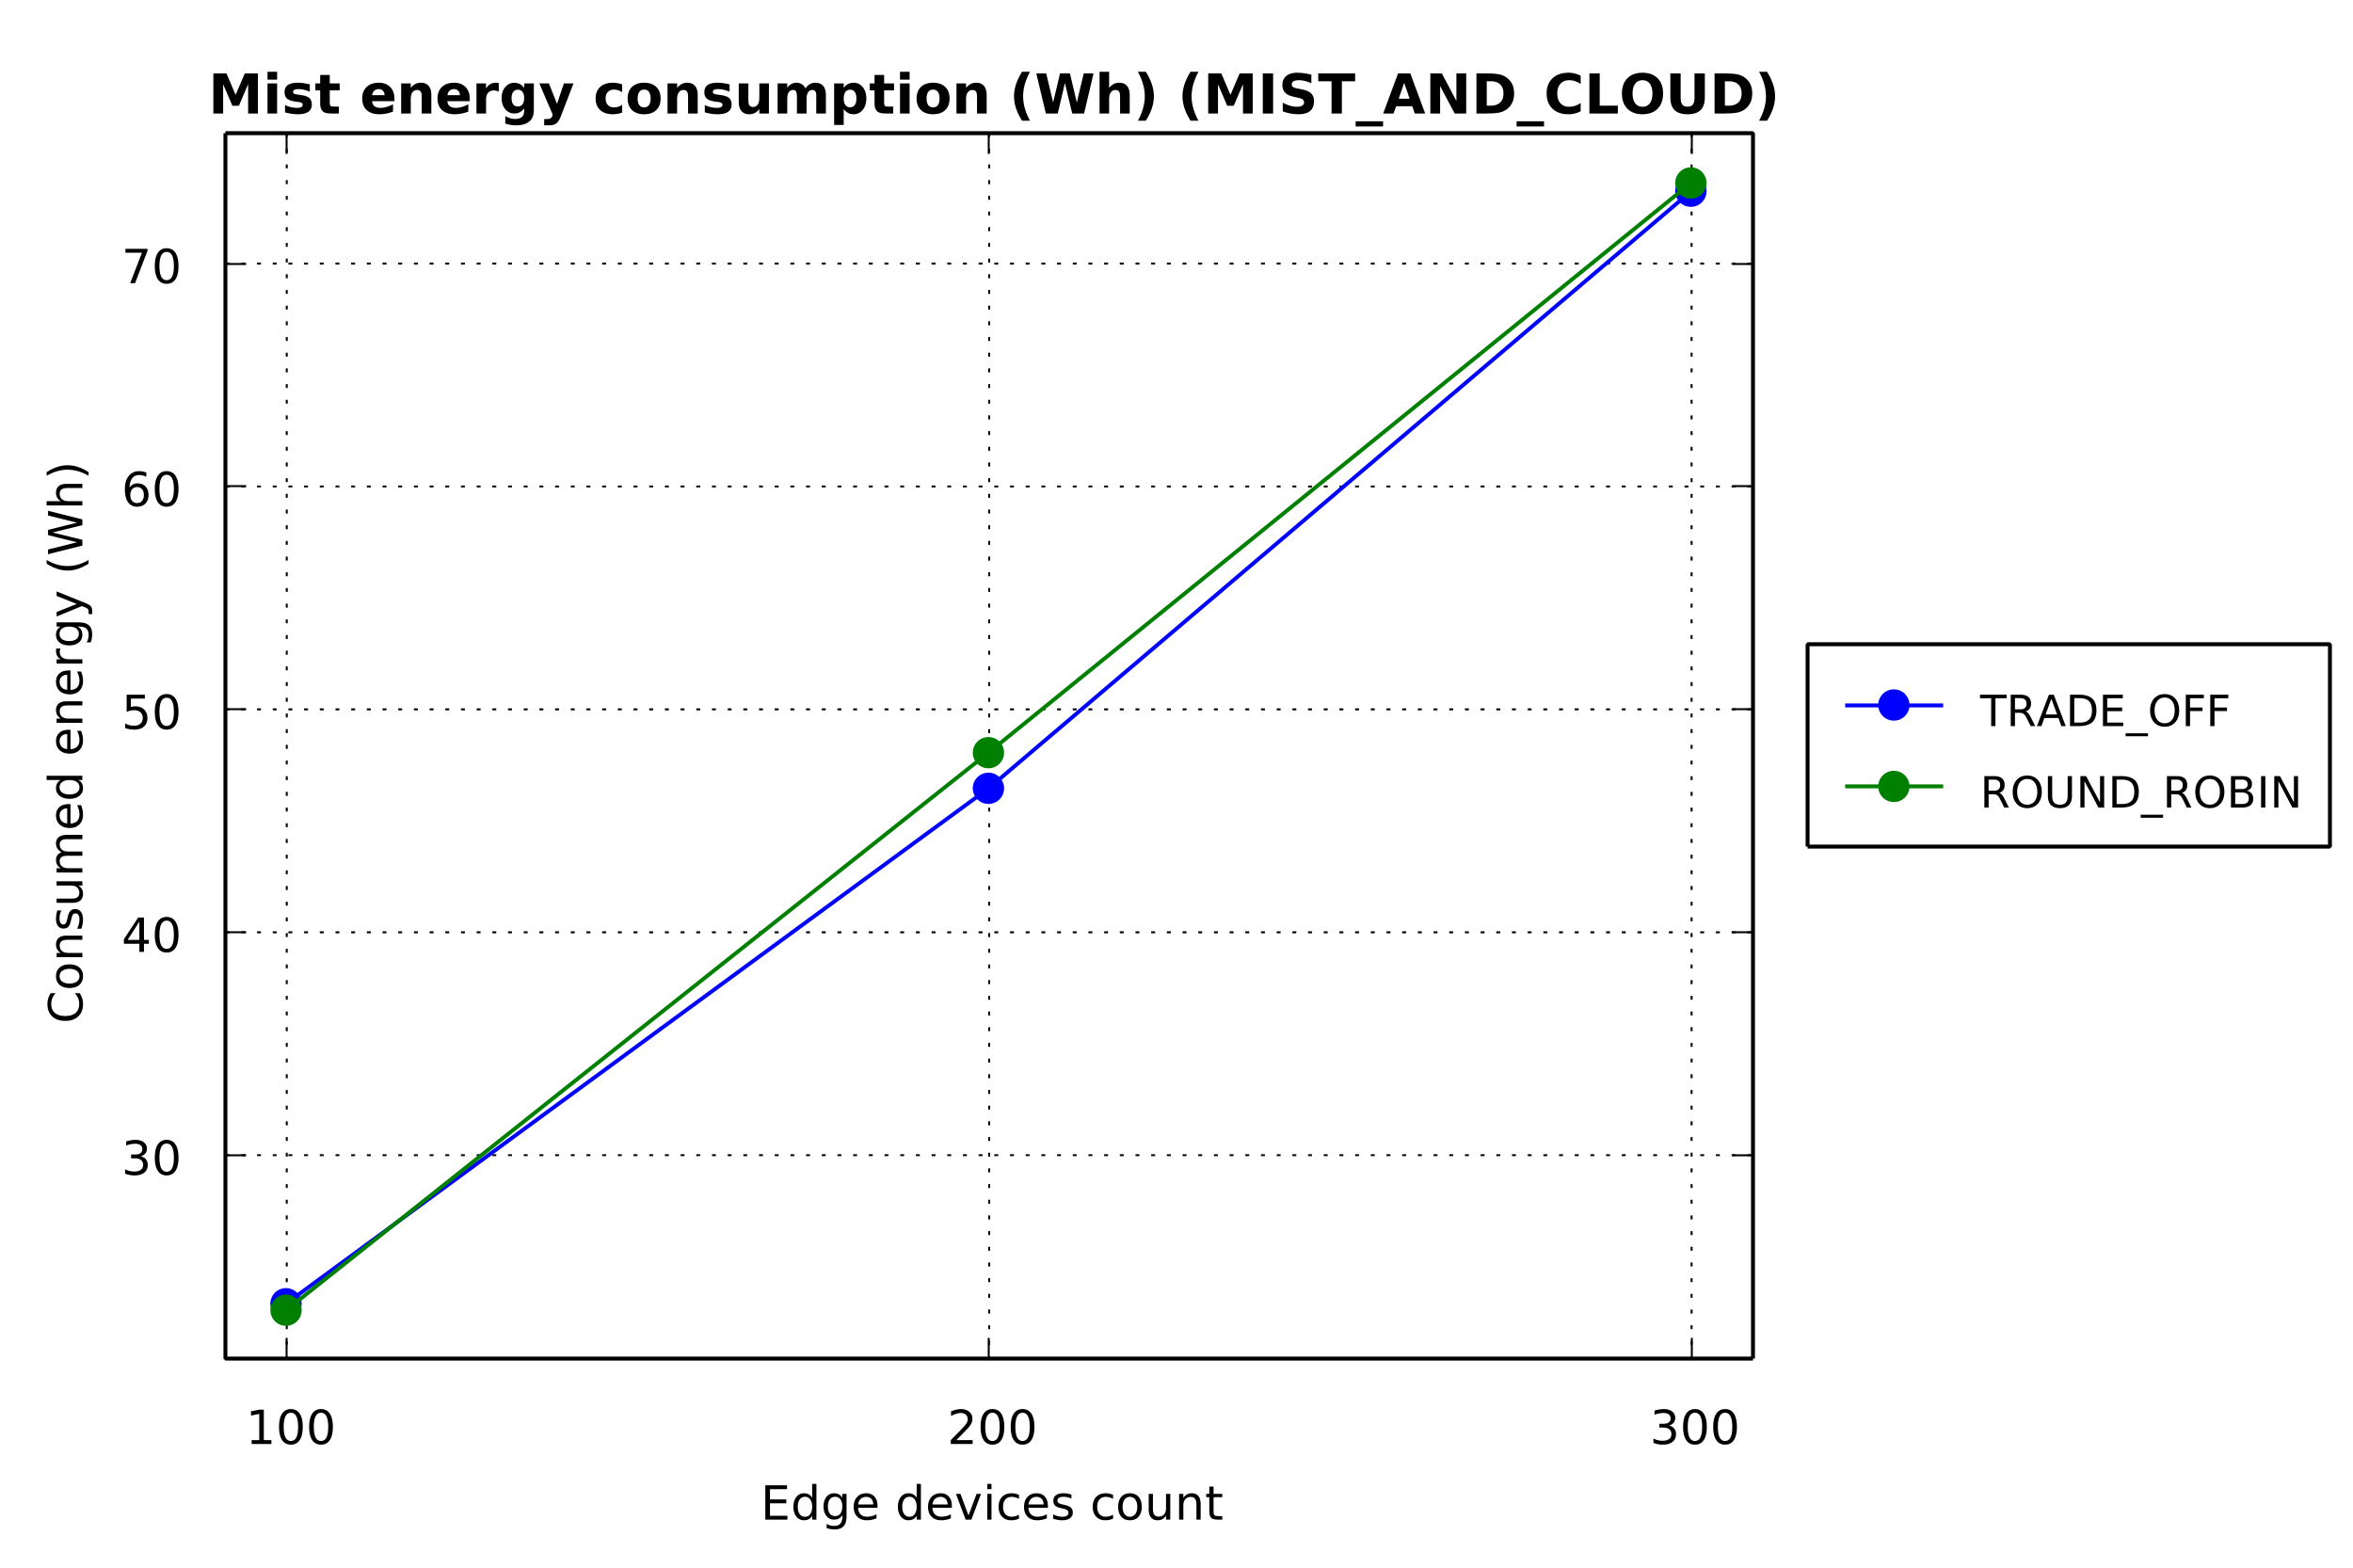 Mist energy consumption (Wh) (MIST_AND_CLOUD)
70
60
50
40
30
Consumed energy (Wh)
100 200 300
Edge devices count
TRADE_OFF
ROUND_ROBIN